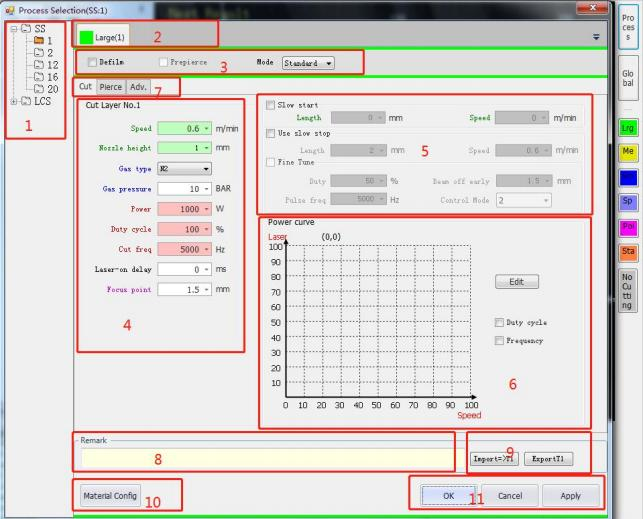 Process Selection(SS:1)
SS
1
2
12
16
20
LCS
1
Large(1)
2
Defilm
Prepierce
Mode
Standard
3
Cut
Pierce
Adv.
7
Cut Layer No.1
Speed 0.6 m/min
Nozzle height 1 mm
Gas type N2
Gas pressure 10 BAR
Power 1000 W
Duty cycle 100 %
Cut freq 5000 Hz
Laser-on delay 0 ms
Focus point 1.5 mm
4
Slow start
Length 0 mm Speed 0 m/min
Use slow stop
Length 2 mm Speed 0.6 m/min
5
Fine Tune
Duty 50 % Beam off early 1.5 mm
Pulse freq 5000 Hz Control Mode 2
Power curve
Laser (0,0)
100
90
80
70
60
50
40
30
20
10
0 10 20 30 40 50 60 70 80 90 100
Speed
Edit
Duty cycle
Frequency
6
Remark
8
Import=>T1
ExportT1
9
Material Config
10
OK
Cancel
Apply
11
Pro
ces
s
Glo
bal
Lrg
Me
Sp
Sta
No
Cu
tti
ng